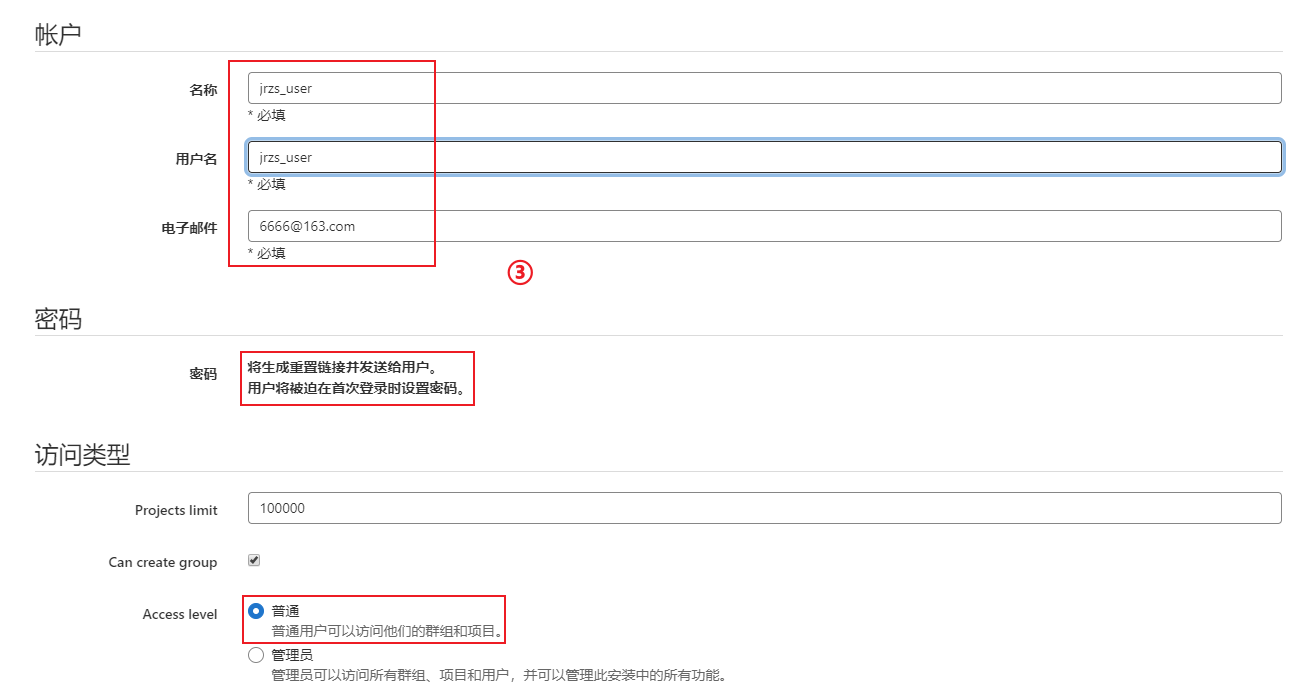 帐户
名称 jrzs_user
* 必填
用户名 jrzs_user
* 必填
电子邮件 6666@163.com
* 必填
③
密码
密码 将生成重置链接并发送给用户。
用户将被迫在首次登录时设置密码。
访问类型
Projects limit 100000
Can create group
Access level 普通
普通用户可以访问他们的群组和项目。
管理员
管理员可以访问所有群组、项目和用户，并可以管理此安装中的所有功能。